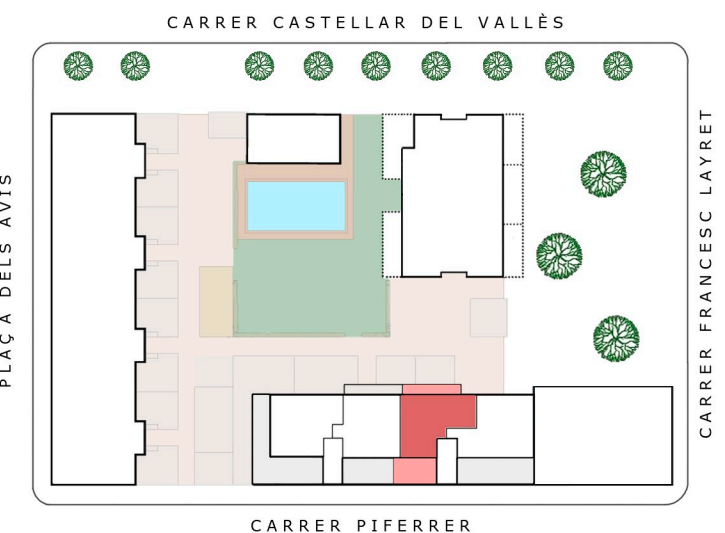 CARRER CASTELLAR DEL VALLÈS
PLAÇA DELS AVIS
CARRER FRANCESC LAYRET
CARRER PIFERRER